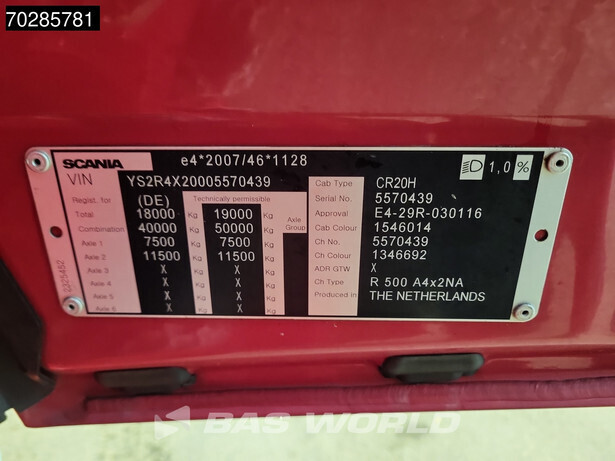 70285781
SCANIA e4*2007/46*1128 1,0 %
VIN YS2R4X20005570439
Regist. for (DE) Technically permissible
Total 18000 Kg 19000 Kg Axle Group
Combination 40000 Kg 50000 Kg
Axle 1 7500 Kg 7500 Kg
Axle 2 11500 Kg 11500 Kg
Axle 3 X Kg X Kg
Axle 4 X Kg X Kg
Axle 5 X Kg X Kg
Axle 6 X Kg X Kg
Cab Type CR20H
Serial No. 5570439
Approval E4-29R-030116
Cab Colour 1546014
Ch No. 5570439
Ch Colour 1346692
ADR GTW X
Ch Type R 500 A4x2NA
Produced in THE NETHERLANDS
2325452
BAS WORLD